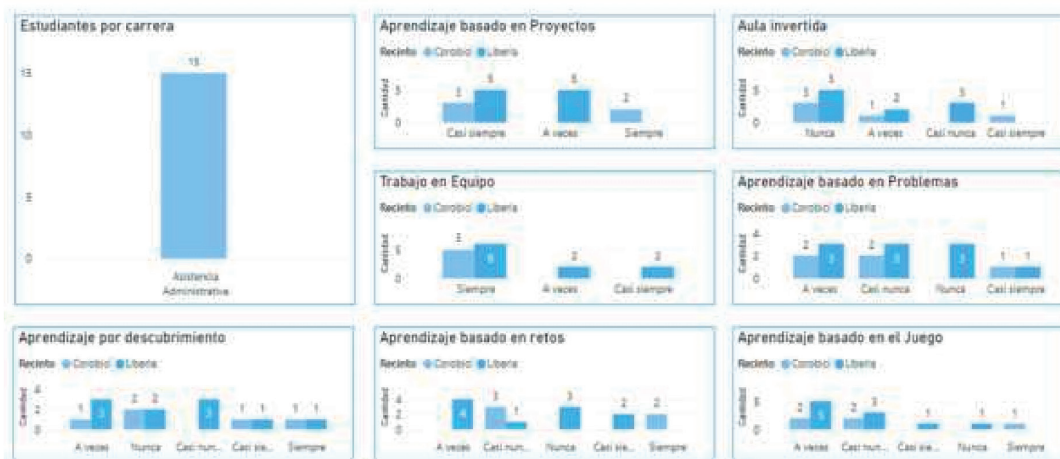 Estudiantes por carrera
15
15
10
5
0
Asistencia
Administrativa
Aprendizaje basado en Proyectos
Recinto Corobicí Liberia
Cantidad
5
0
3 5 5 2
Casi siempre A veces Siempre
Aula invertida
Recinto Corobicí Liberia
Cantidad
5
0
3 5 1 2 3 1
Nunca A veces Casi nunca Casi siempre
Trabajo en Equipo
Recinto Corobicí Liberia
Cantidad
5
0
5 6 2 2
Siempre A veces Casi siempre
Aprendizaje basado en Problemas
Recinto Corobicí Liberia
Cantidad
4
2
0
2 3 2 3 3 1 1
A veces Casi nunca Nunca Casi siempre
Aprendizaje por descubrimiento
Recinto Corobicí Liberia
Cantidad
4
2
0
1 3 2 2 3 1 1 1 1
A veces Nunca Casi nun... Casi sie... Siempre
Aprendizaje basado en retos
Recinto Corobicí Liberia
Cantidad
4
2
0
4 3 1 3 2 2
A veces Casi nun... Nunca Casi sie... Siempre
Aprendizaje basado en el Juego
Recinto Corobicí Liberia
Cantidad
5
0
2 5 2 3 1 1 1
A veces Casi nun... Casi sie... Nunca Siempre